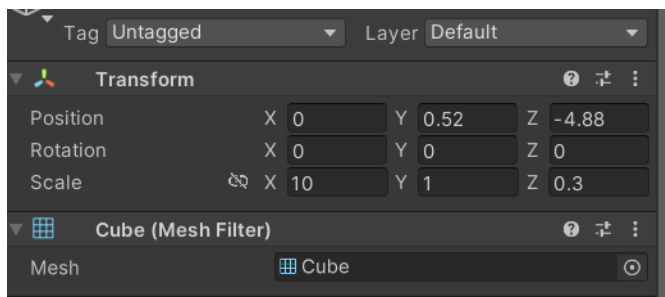 Tag Untagged Layer Default
Transform
Position X 0 Y 0.52 Z -4.88
Rotation X 0 Y 0 Z 0
Scale X 10 Y 1 Z 0.3
Cube (Mesh Filter)
Mesh Cube